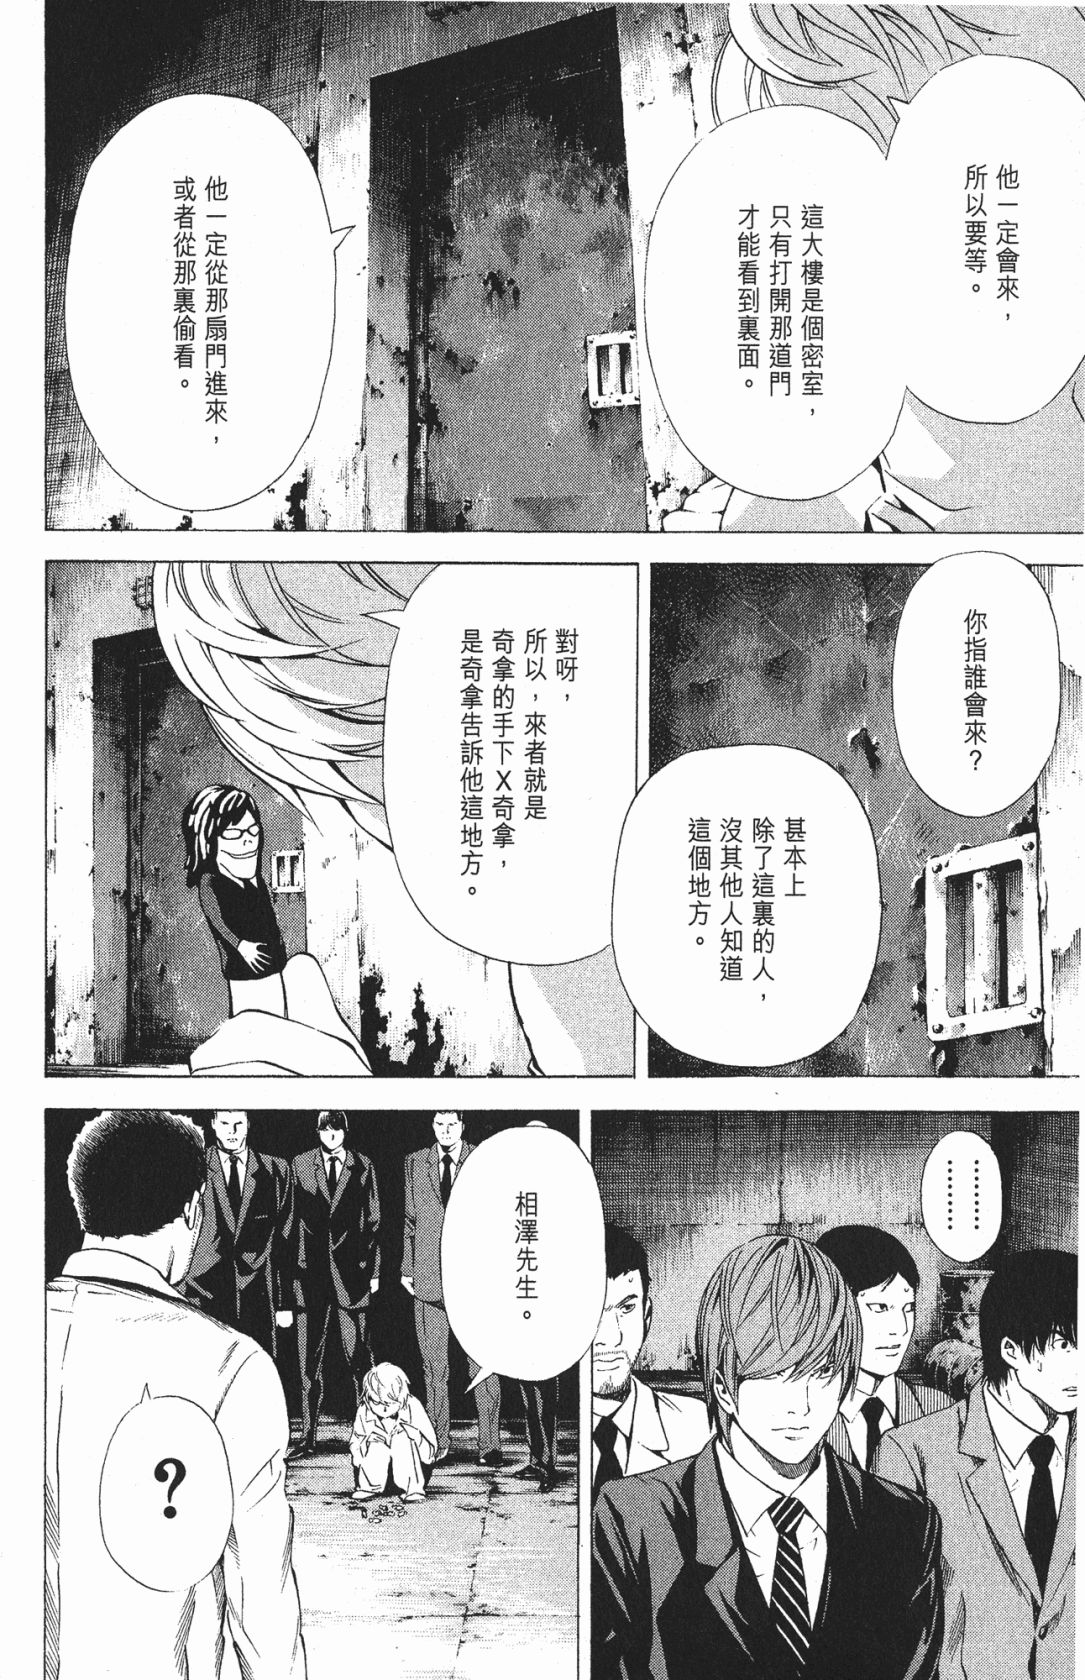 他一定會來，
所以要等。
這大樓是個密室，
只有打開那道門
才能看到裏面。
他一定從那扇門進來，
或者從那裏偷看。
你指誰會來？
甚本上
除了這裏的人，
沒其他人知道
這個地方。
對呀，
所以，來者就是
奇拿的手下X奇拿，
是奇拿告訴他這地方。
………
相澤先生。
？